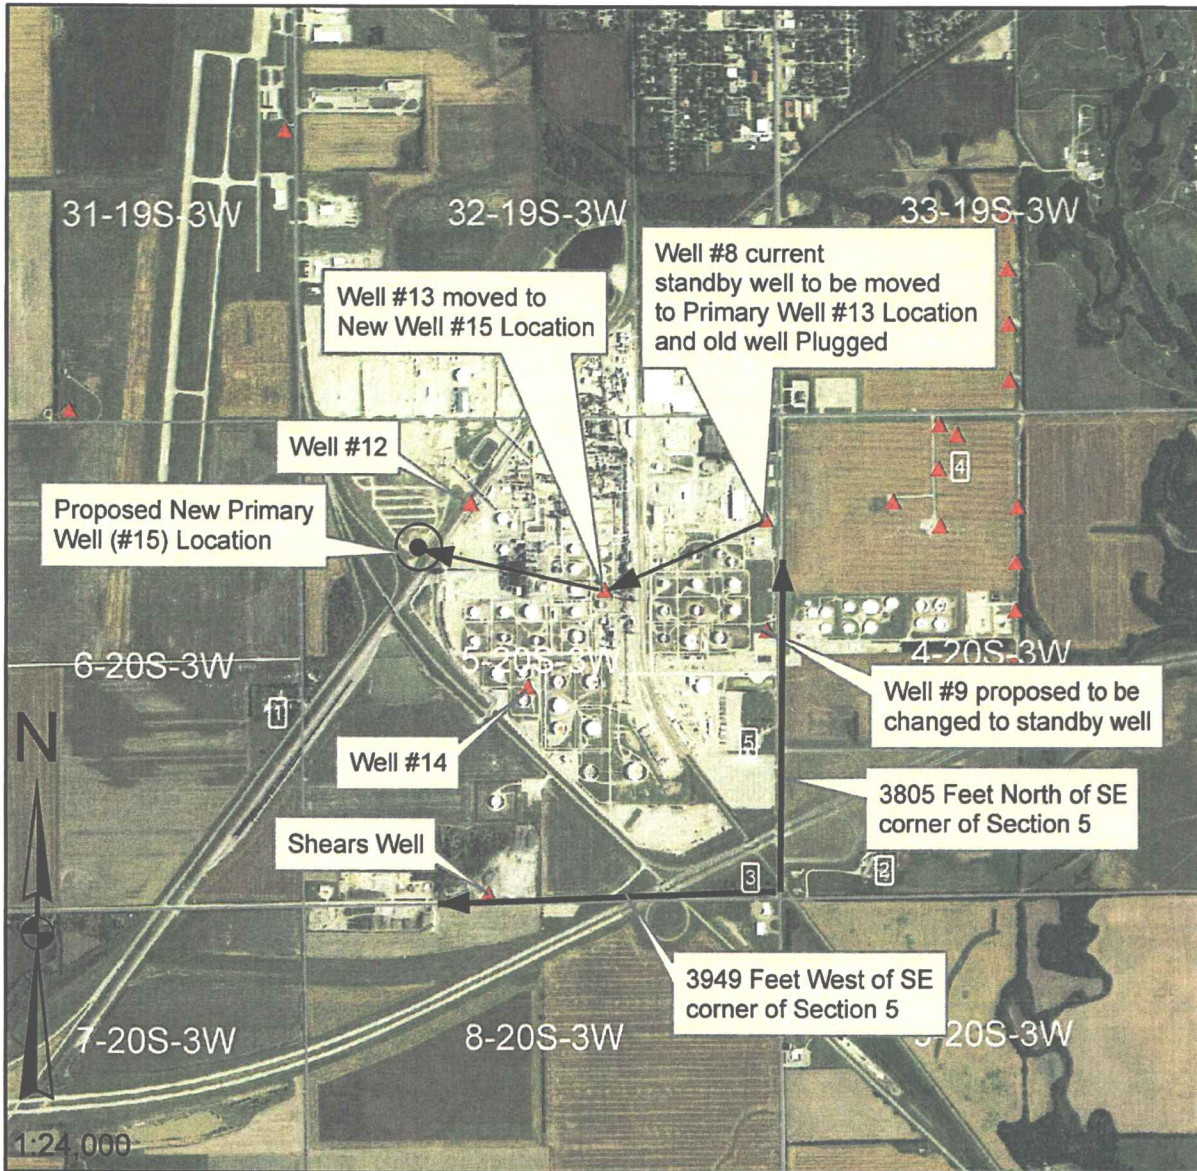 31-19S-3W
32-19S-3W
33-19S-3W
Well #13 moved to
New Well #15 Location
Well #8 current
standby well to be moved
to Primary Well #13 Location
and old well Plugged
Well #12
Proposed New Primary
Well (#15) Location
4
6-20S-3W
5-20S-3W
4-20S-3W
Well #9 proposed to be
changed to standby well
1
5
N
Well #14
3805 Feet North of SE
corner of Section 5
Shears Well
3
2
3949 Feet West of SE
corner of Section 5
7-20S-3W
8-20S-3W
-20S-3W
1:24,000